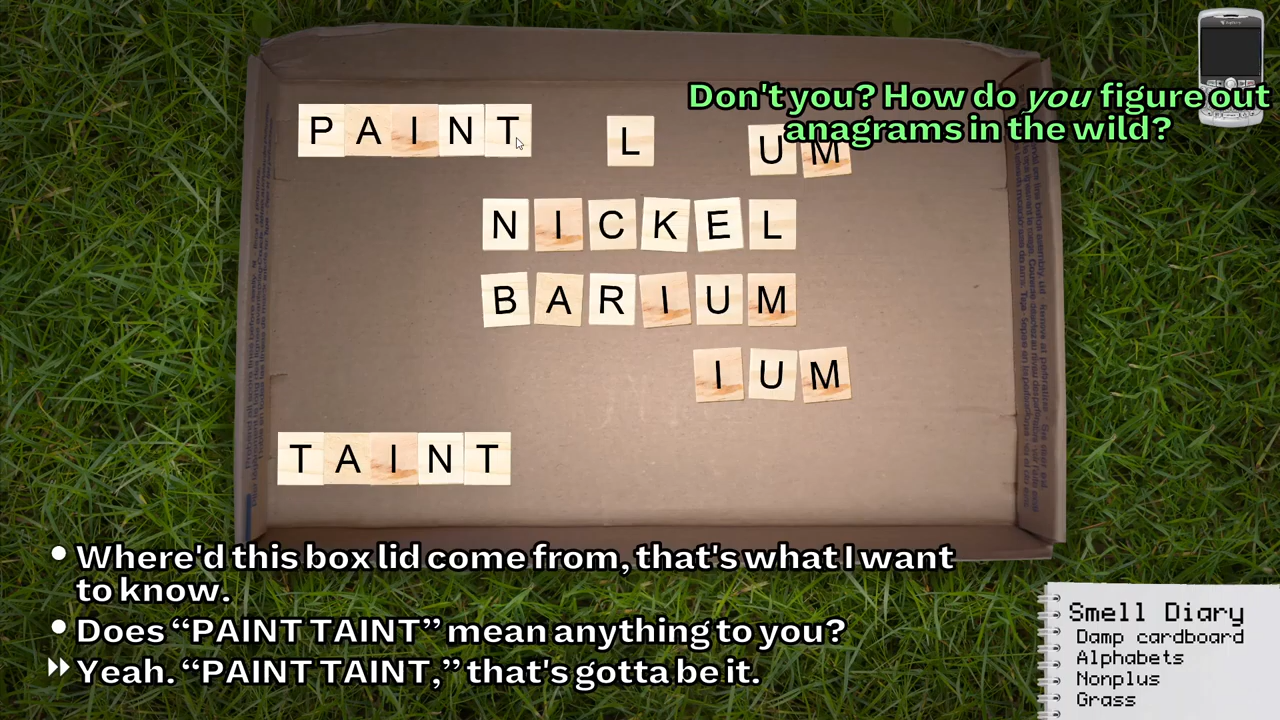 Don't you? How do you figure out
anagrams in the wild?
PAINT
L
UM
NICKEL
BARIUM
IUM
TAINT
• Where'd this box lid come from, that's what I want
to know.
• Does “PAINT TAINT” mean anything to you?
Yeah. “PAINT TAINT,” that's gotta be it.
Smell Diary
Damp cardboard
Alphabets
Nonplus
Grass